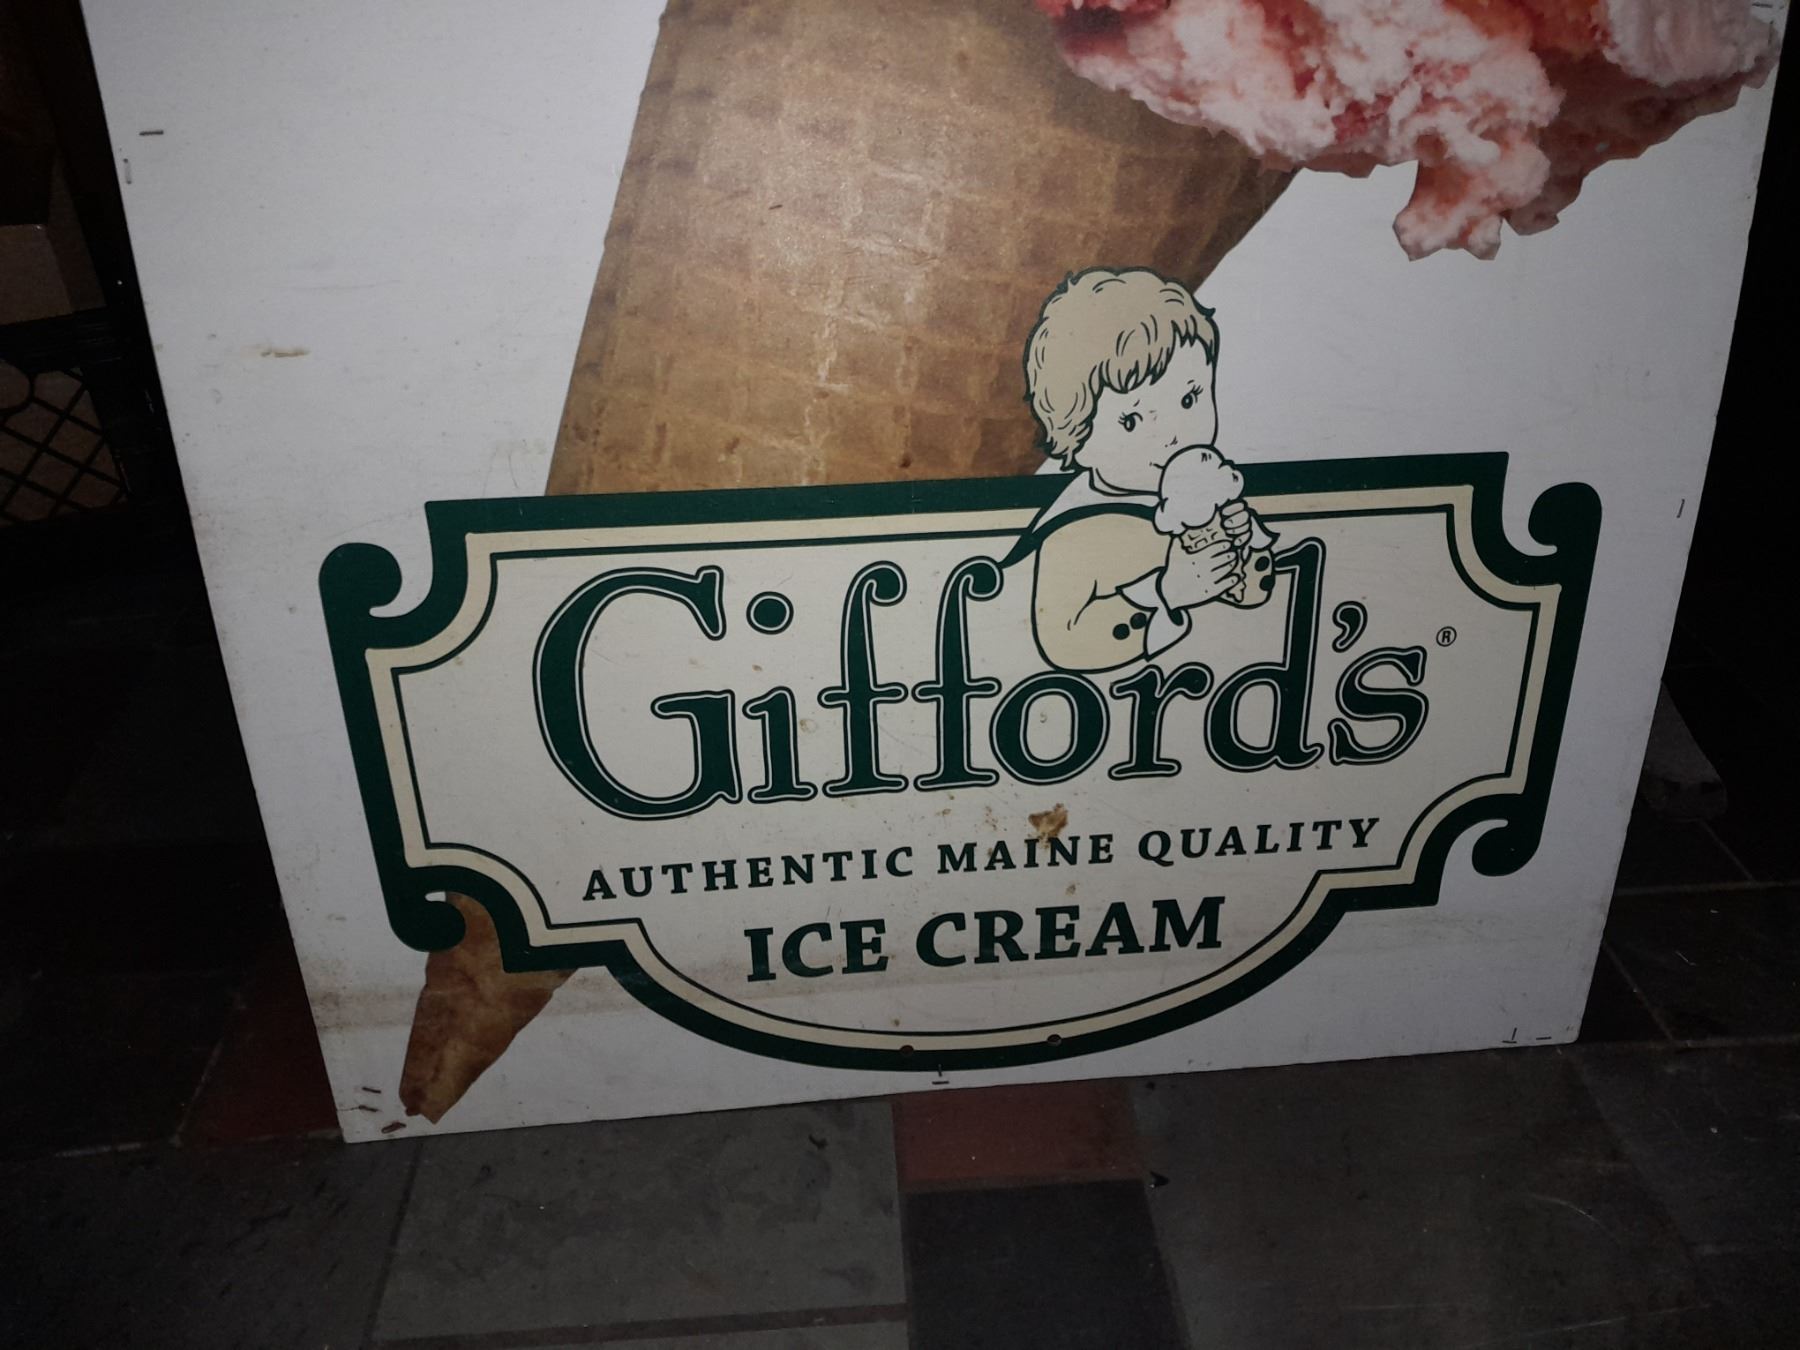 Gifford's®
AUTHENTIC MAINE QUALITY
ICE CREAM